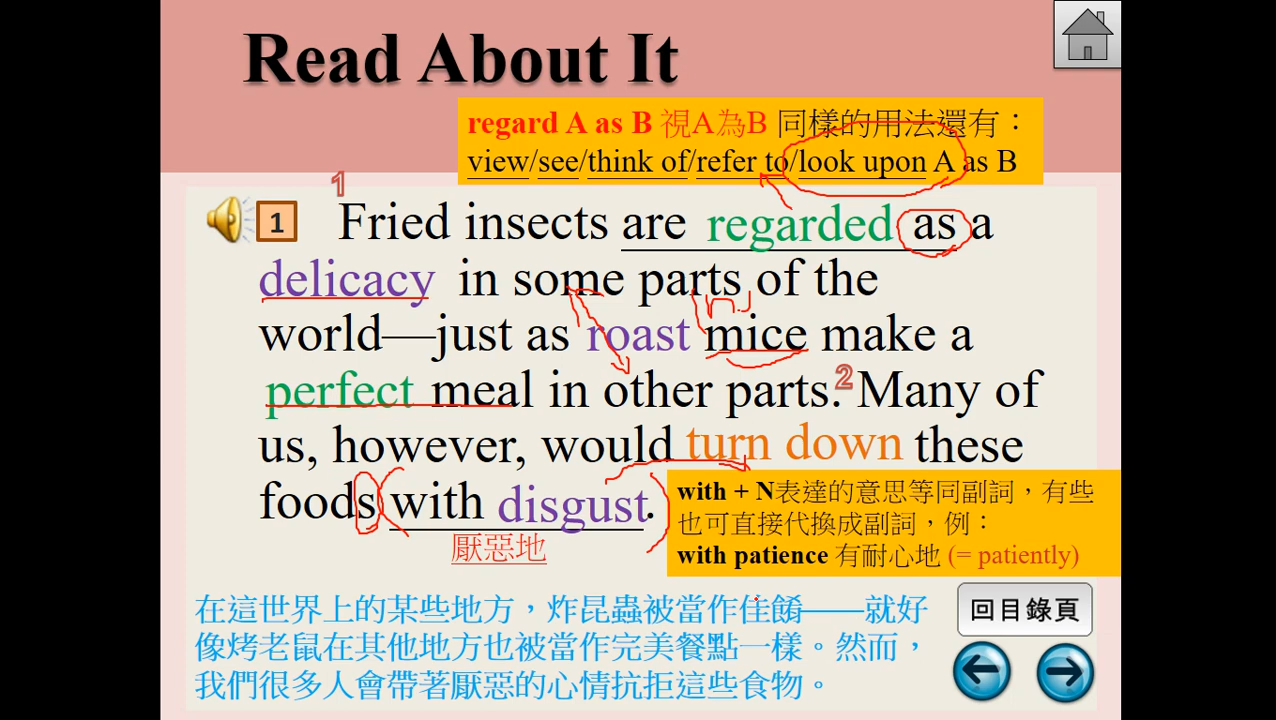 Read About It
regard A as B 視A為B 同樣的用法還有：
view/see/think of/refer to/look upon A as B
1
1 Fried insects are regarded as a
delicacy in some parts of the
world—just as roast mice make a
perfect meal in other parts. 2 Many of
us, however, would turn down these
foods with disgust.
厭惡地
with + N表達的意思等同副詞，有些
也可直接代換成副詞，例：
with patience 有耐心地 (= patiently)
在這世界上的某些地方，炸昆蟲被當作佳餚——就好
像烤老鼠在其他地方也被當作完美餐點一樣。然而，
我們很多人會帶著厭惡的心情抗拒這些食物。
回目錄頁